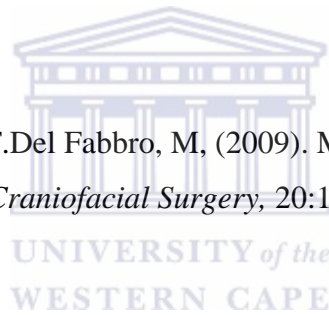 .Del Fabbro, M, (2009). M
Craniofacial Surgery, 20:1
UNIVERSITY of the
WESTERN CAPE